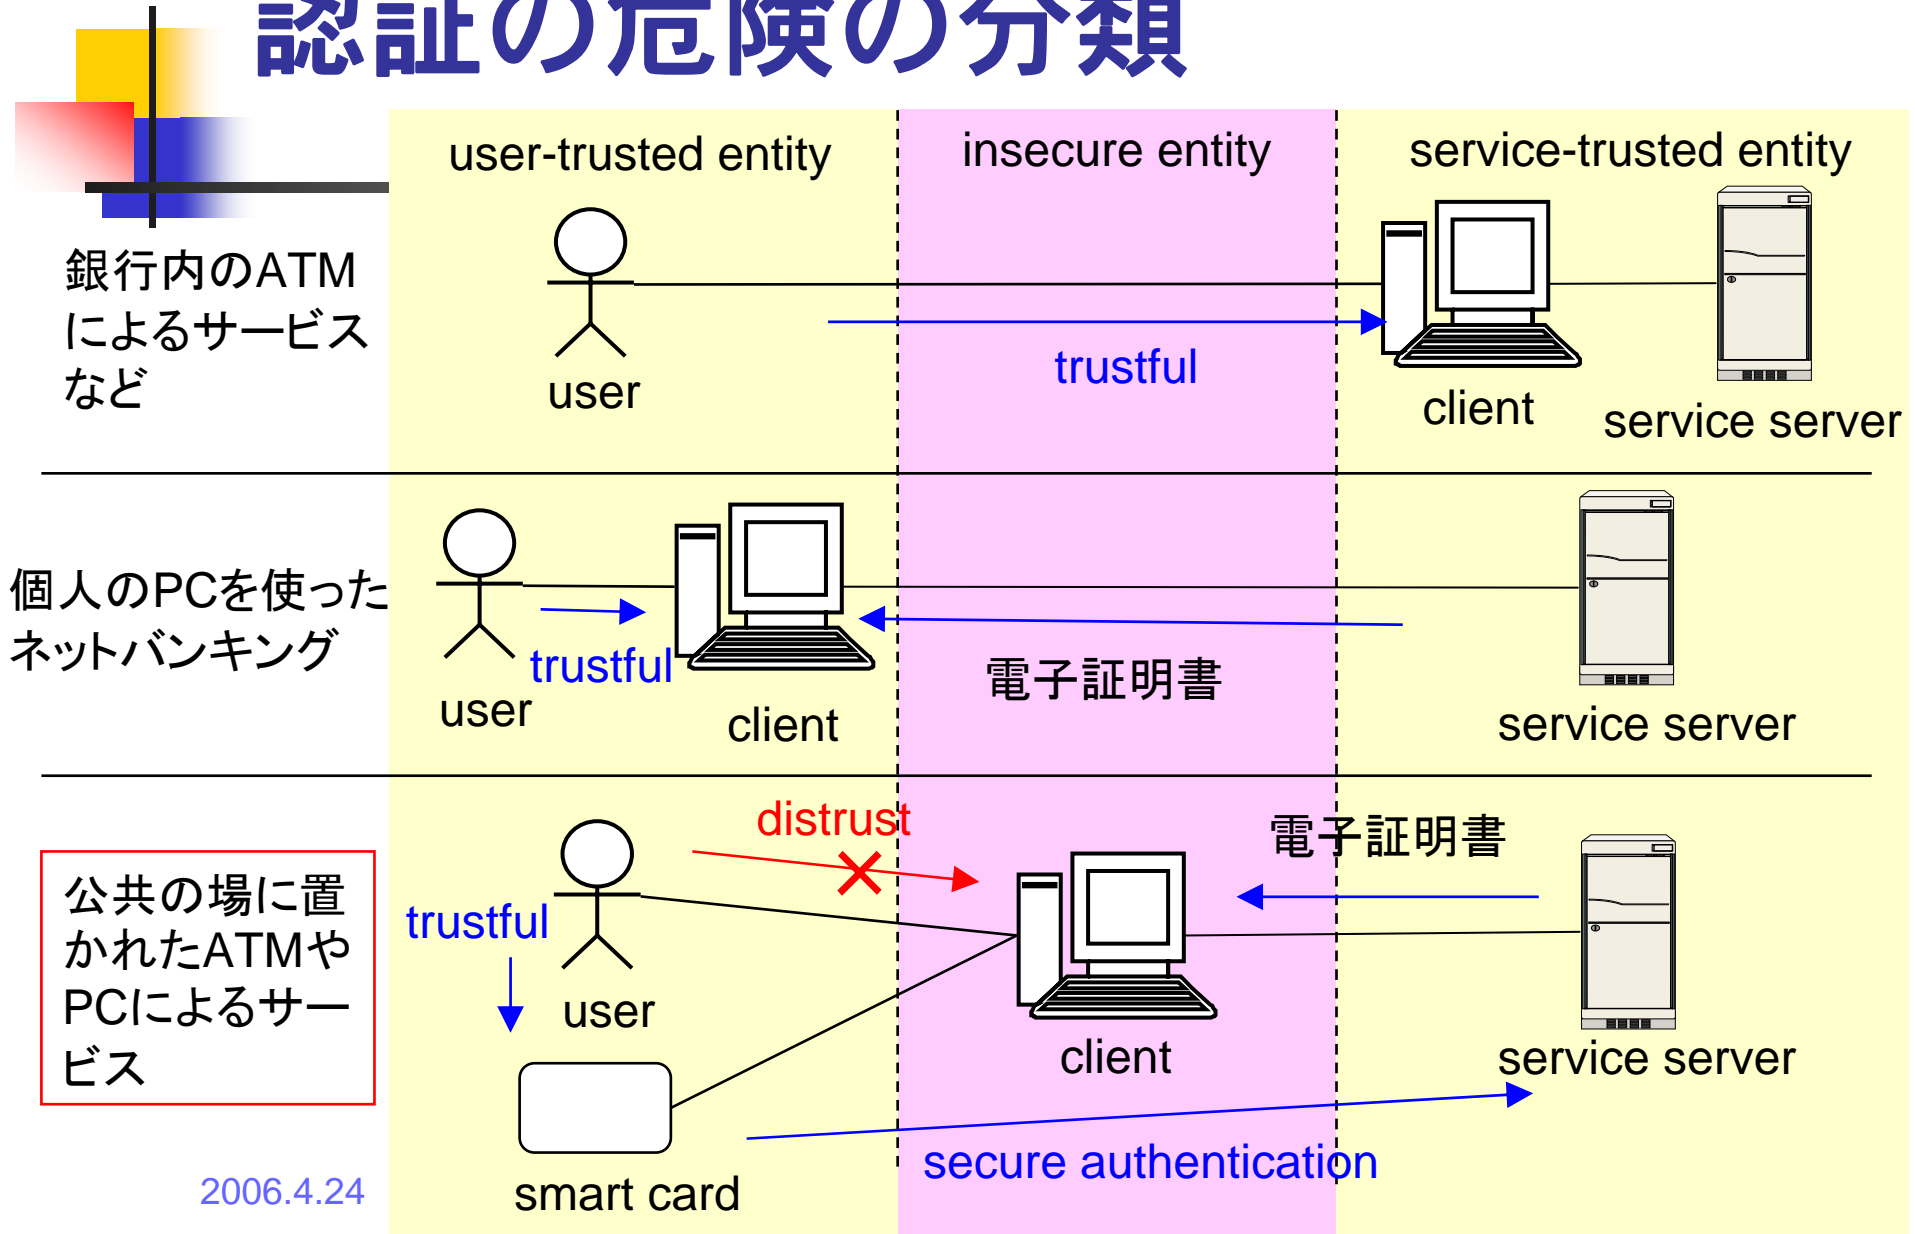 認証の危険の分類
user-trusted entity
insecure entity
service-trusted entity
銀行内のATM
によるサービス
など
user
trustful
client
service server
個人のPCを使った
ネットバンキング
user
trustful
client
電子証明書
service server
公共の場に置
かれたATMや
PCによるサー
ビス
trustful
distrust
user
電子証明書
client
service server
smart card
secure authentication
2006.4.24